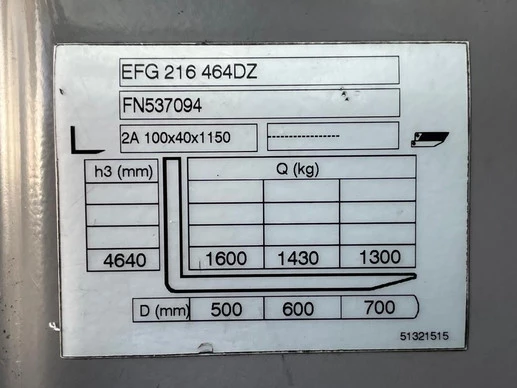 EFG 216 464DZ
FN537094
2A 100x40x1150 ---------------
h3 (mm) Q (kg)
4640 1600 1430 1300
D (mm) 500 600 700
51321515